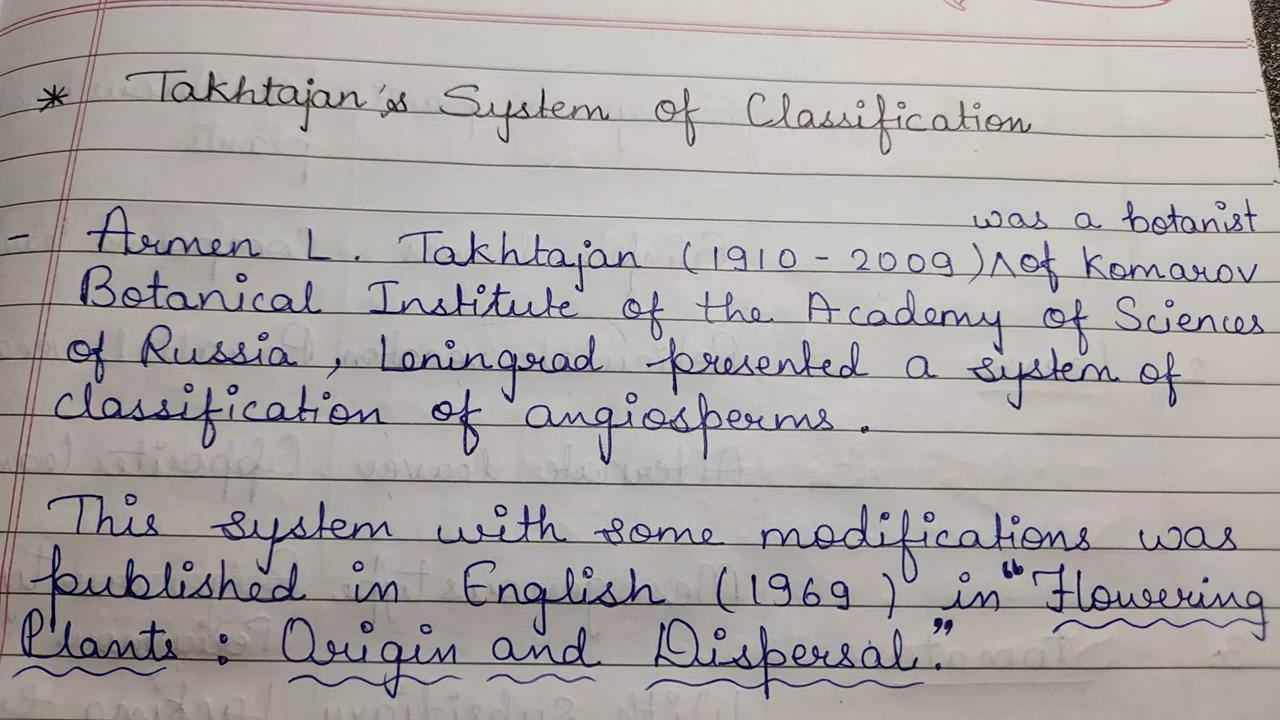 * Takhtajan's System of Classification
was a botanist
- Armen L. Takhtajan (1910 - 2009) ∧ of Komarov
Botanical Institute of the Academy of Sciences
of Russia, Leningrad presented a system of
classification of angiosperms.
This system with some modifications was
published in English (1969) in "Flowering
Plants : Origin and Dispersal."